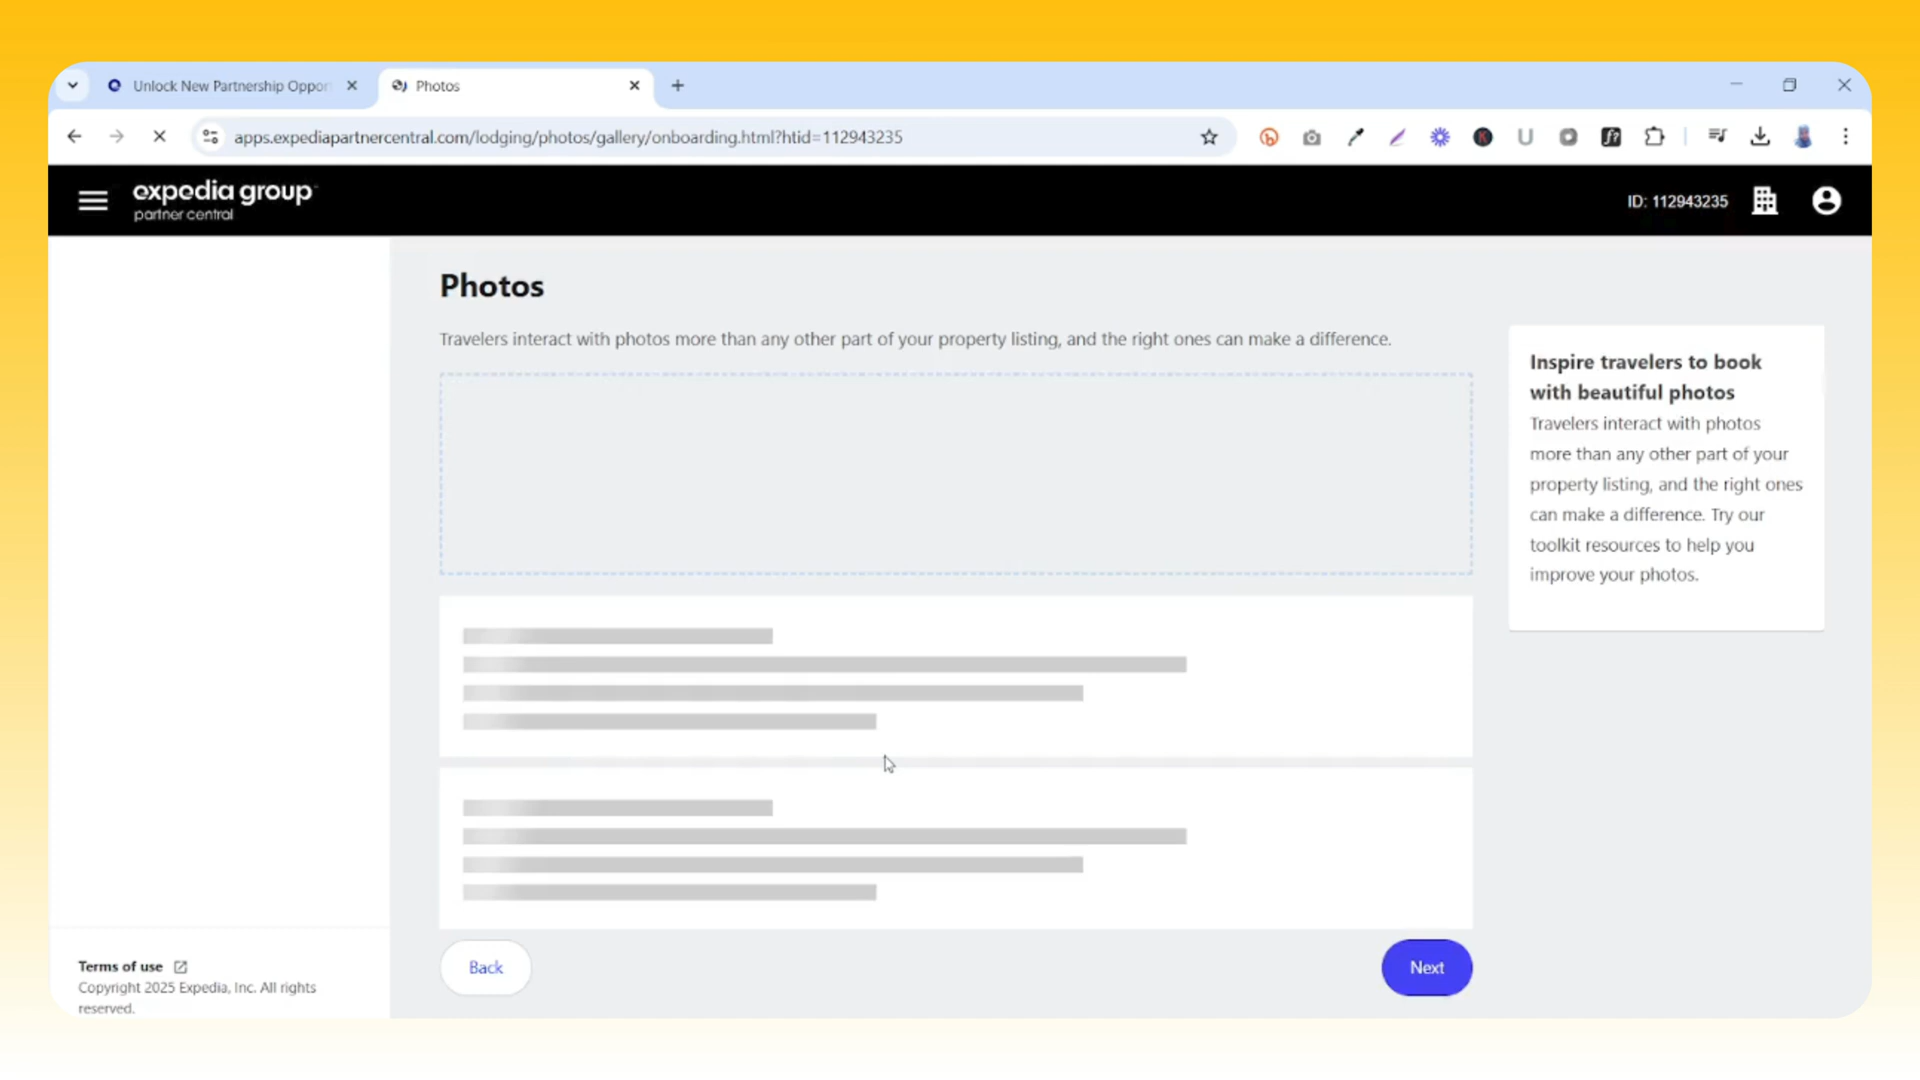 Unlock New Partnership Oppor
Photos
apps.expediapartnercentral.com/lodging/photos/gallery/onboarding.html?htid=112943235
expedia group
partner central
ID: 112943235
Photos
Travelers interact with photos more than any other part of your property listing, and the right ones can make a difference.
Inspire travelers to book
with beautiful photos
Travelers interact with photos
more than any other part of your
property listing, and the right ones
can make a difference. Try our
toolkit resources to help you
improve your photos.
Back
Next
Terms of use
Copyright 2025 Expedia, Inc. All rights
reserved.